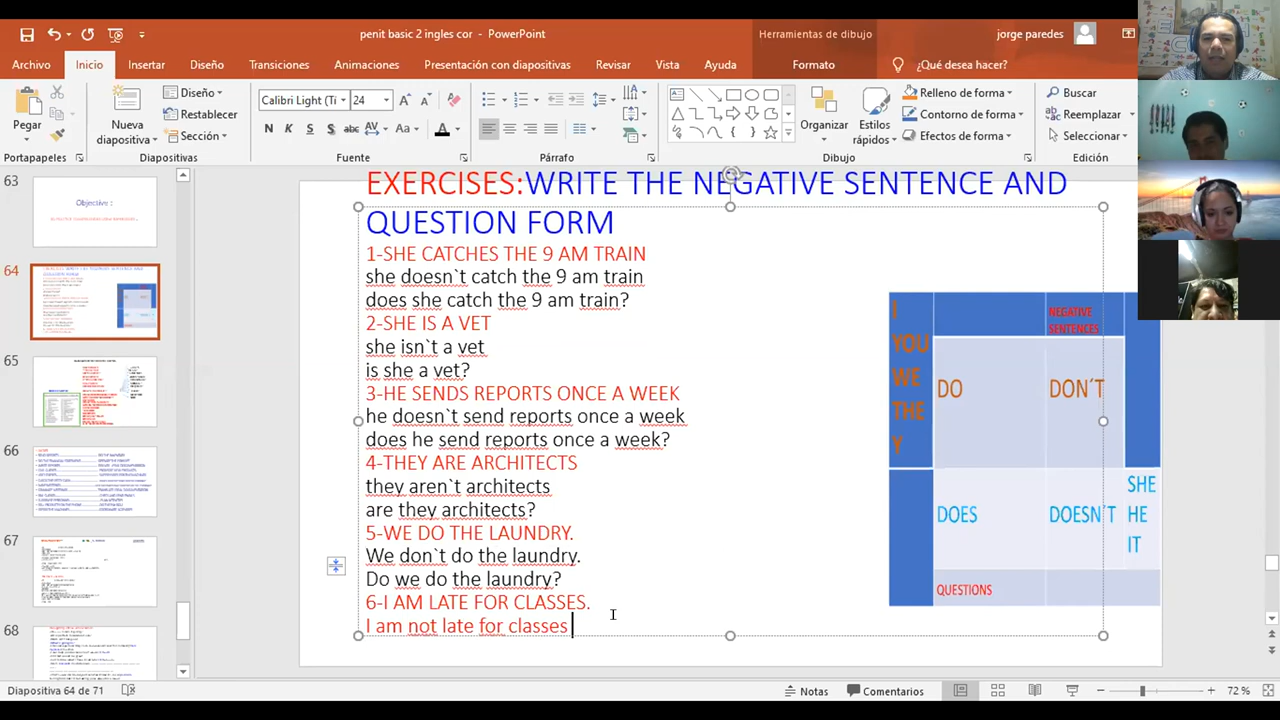 penit basic 2 ingles cor - PowerPoint
Herramientas de dibujo
jorge paredes
Archivo
Inicio
Insertar
Diseño
Transiciones
Animaciones
Presentación con diapositivas
Revisar
Vista
Ayuda
Formato
¿Qué desea hacer?
Pegar
Nueva diapositiva
Diseño
Restablecer
Sección
Calibri Light (Ti
24
N K S abc AV Aa A
Organizar
Estilos rápidos
Relleno de forma
Contorno de forma
Efectos de forma
Buscar
Reemplazar
Seleccionar
Portapapeles
Diapositivas
Fuente
Párrafo
Dibujo
Edición
63
Objective :
64
65
66
67
68
EXERCISES:WRITE THE NEGATIVE SENTENCE AND
QUESTION FORM
1-SHE CATCHES THE 9 AM TRAIN
she doesn`t catch the 9 am train
does she catch the 9 am train?
2-SHE IS A VET
she isn`t a vet
is she a vet?
3-HE SENDS REPORTS ONCE A WEEK
he doesn`t send reports once a week
does he send reports once a week?
4-THEY ARE ARCHITECTS
they aren`t architects
are they architects?
5-WE DO THE LAUNDRY.
We don`t do the laundry.
Do we do the laundry?
6-I AM LATE FOR CLASSES.
I am not late for classes
I
YOU
WE
THE
Y
NEGATIVE
SENTENCES
DO
DON´T
DOES
DOESN´T
SHE
HE
IT
QUESTIONS
Diapositiva 64 de 71
Notas
Comentarios
72 %